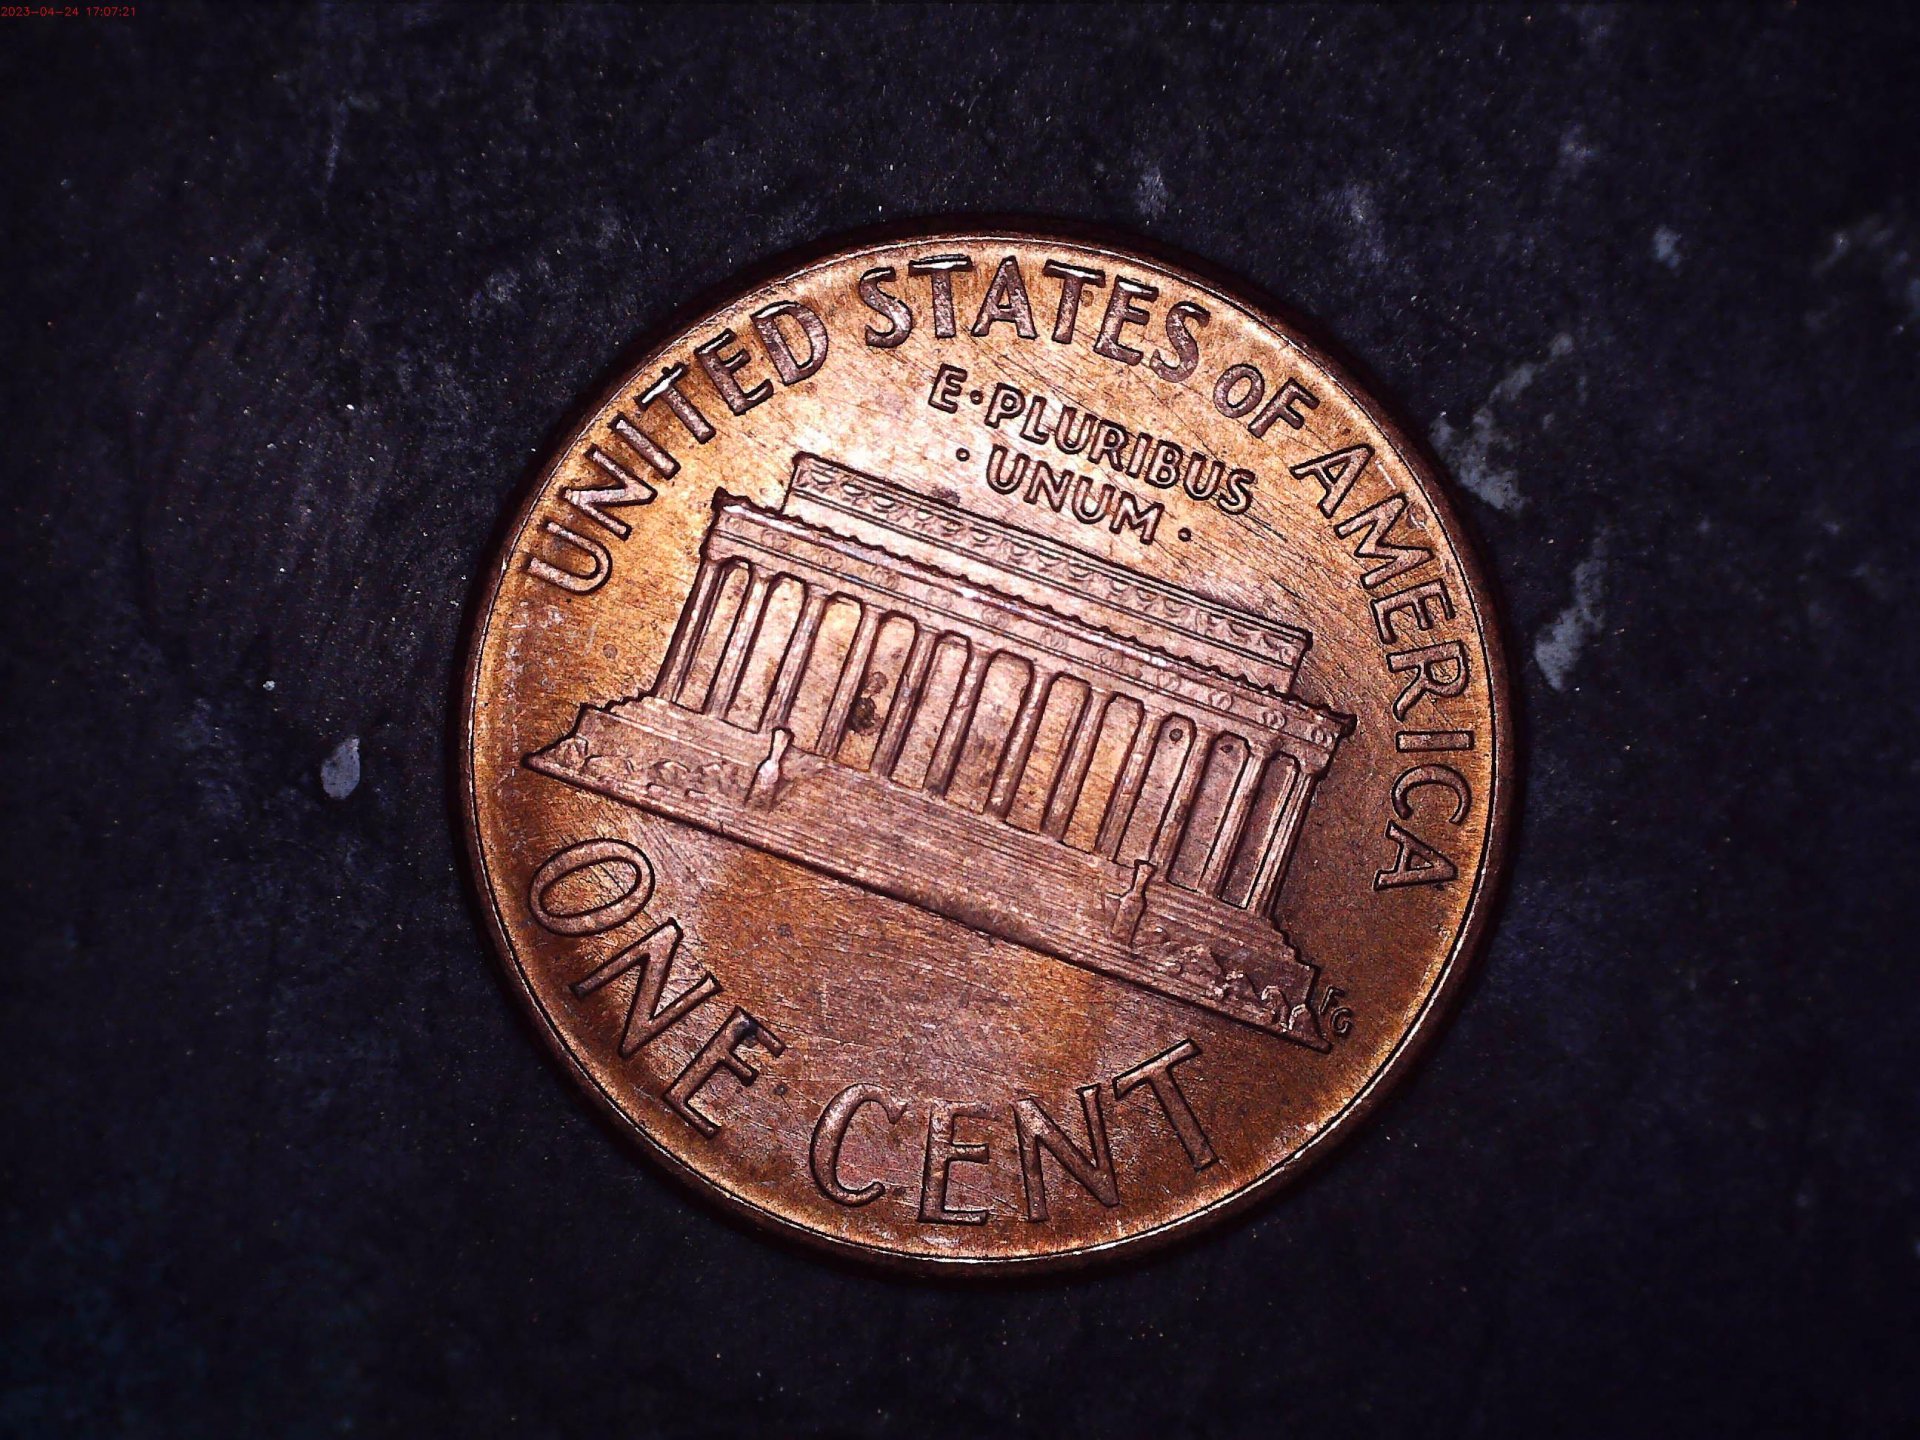 2023-04-24 17:07:21
UNITED STATES OF AMERICA
E·PLURIBUS
·UNUM·
FG
ONE CENT